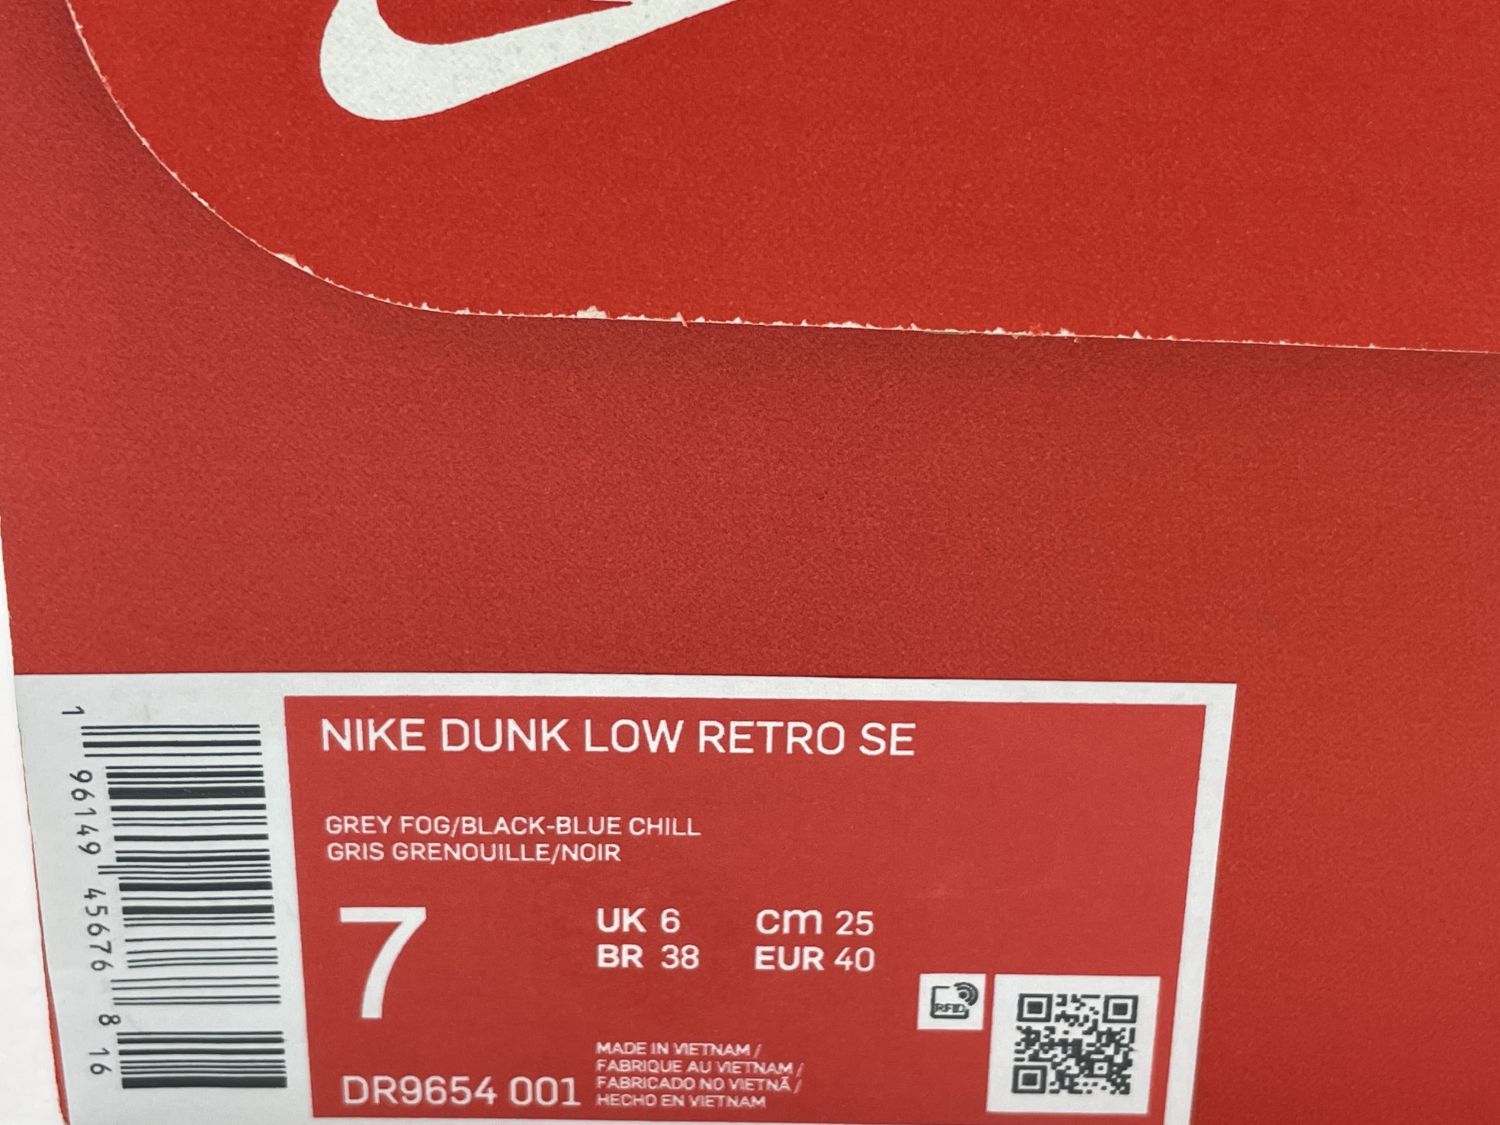 NIKE DUNK LOW RETRO SE
GREY FOG/BLACK-BLUE CHILL
GRIS GRENOUILLE/NOIR
7
UK 6 cm 25
BR 38 EUR 40
RFID
DR9654 001
MADE IN VIETNAM /
FABRIQUE AU VIETNAM /
FABRICADO NO VIETNÃ /
HECHO EN VIETNAM
1 96149 45676 8 16